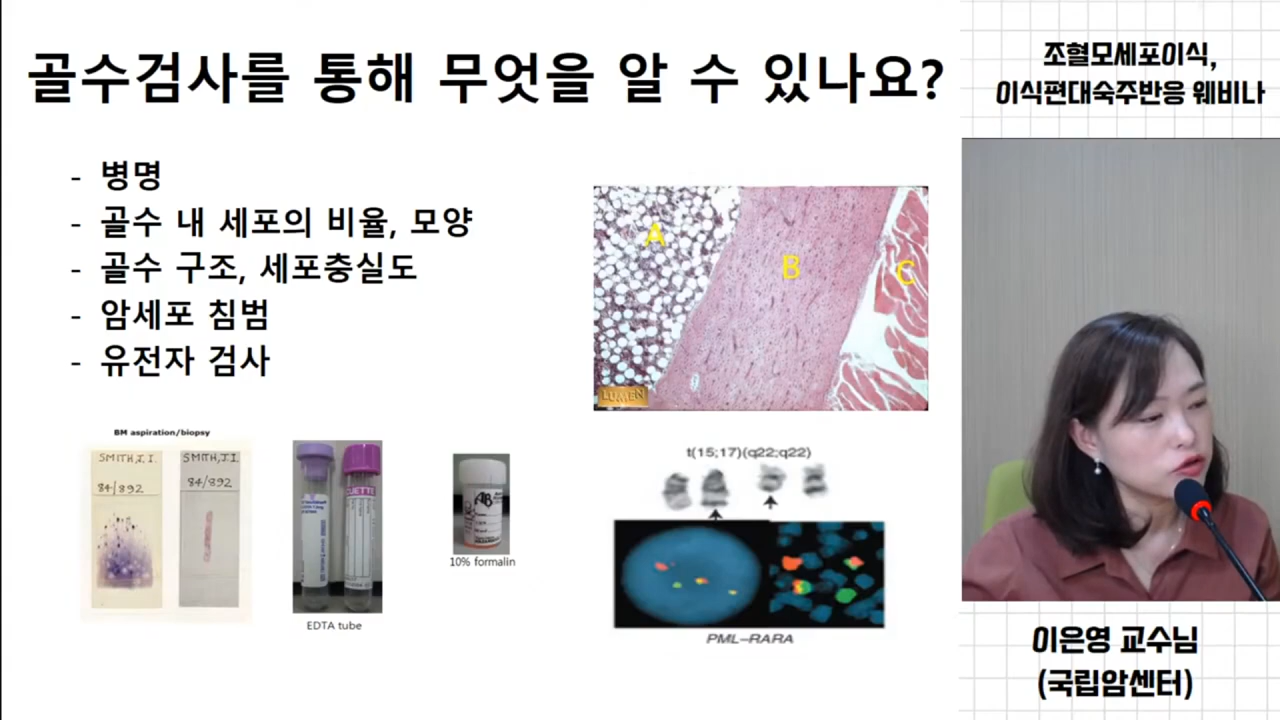 골수검사를 통해 무엇을 알 수 있나요?
- 병명
- 골수 내 세포의 비율, 모양
- 골수 구조, 세포충실도
- 암세포 침범
- 유전자 검사
A
B
C
LUMEN
BM aspiration/biopsy
SMITH, J. I.
84/892
SMITH, J. I.
84/892
EDTA tube
10% formalin
t(15;17)(q22;q22)
PML-RARA
조혈모세포이식,
이식편대숙주반응 웨비나
이은영 교수님
(국립암센터)